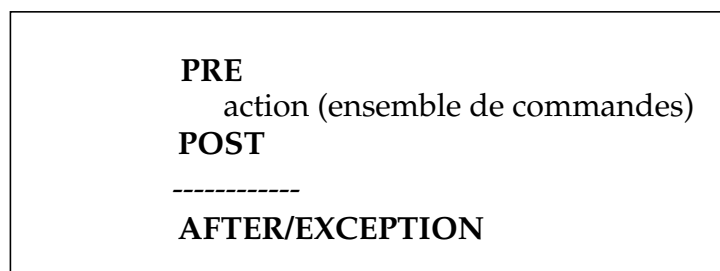 PRE
action (ensemble de commandes)
POST
------------
AFTER/EXCEPTION